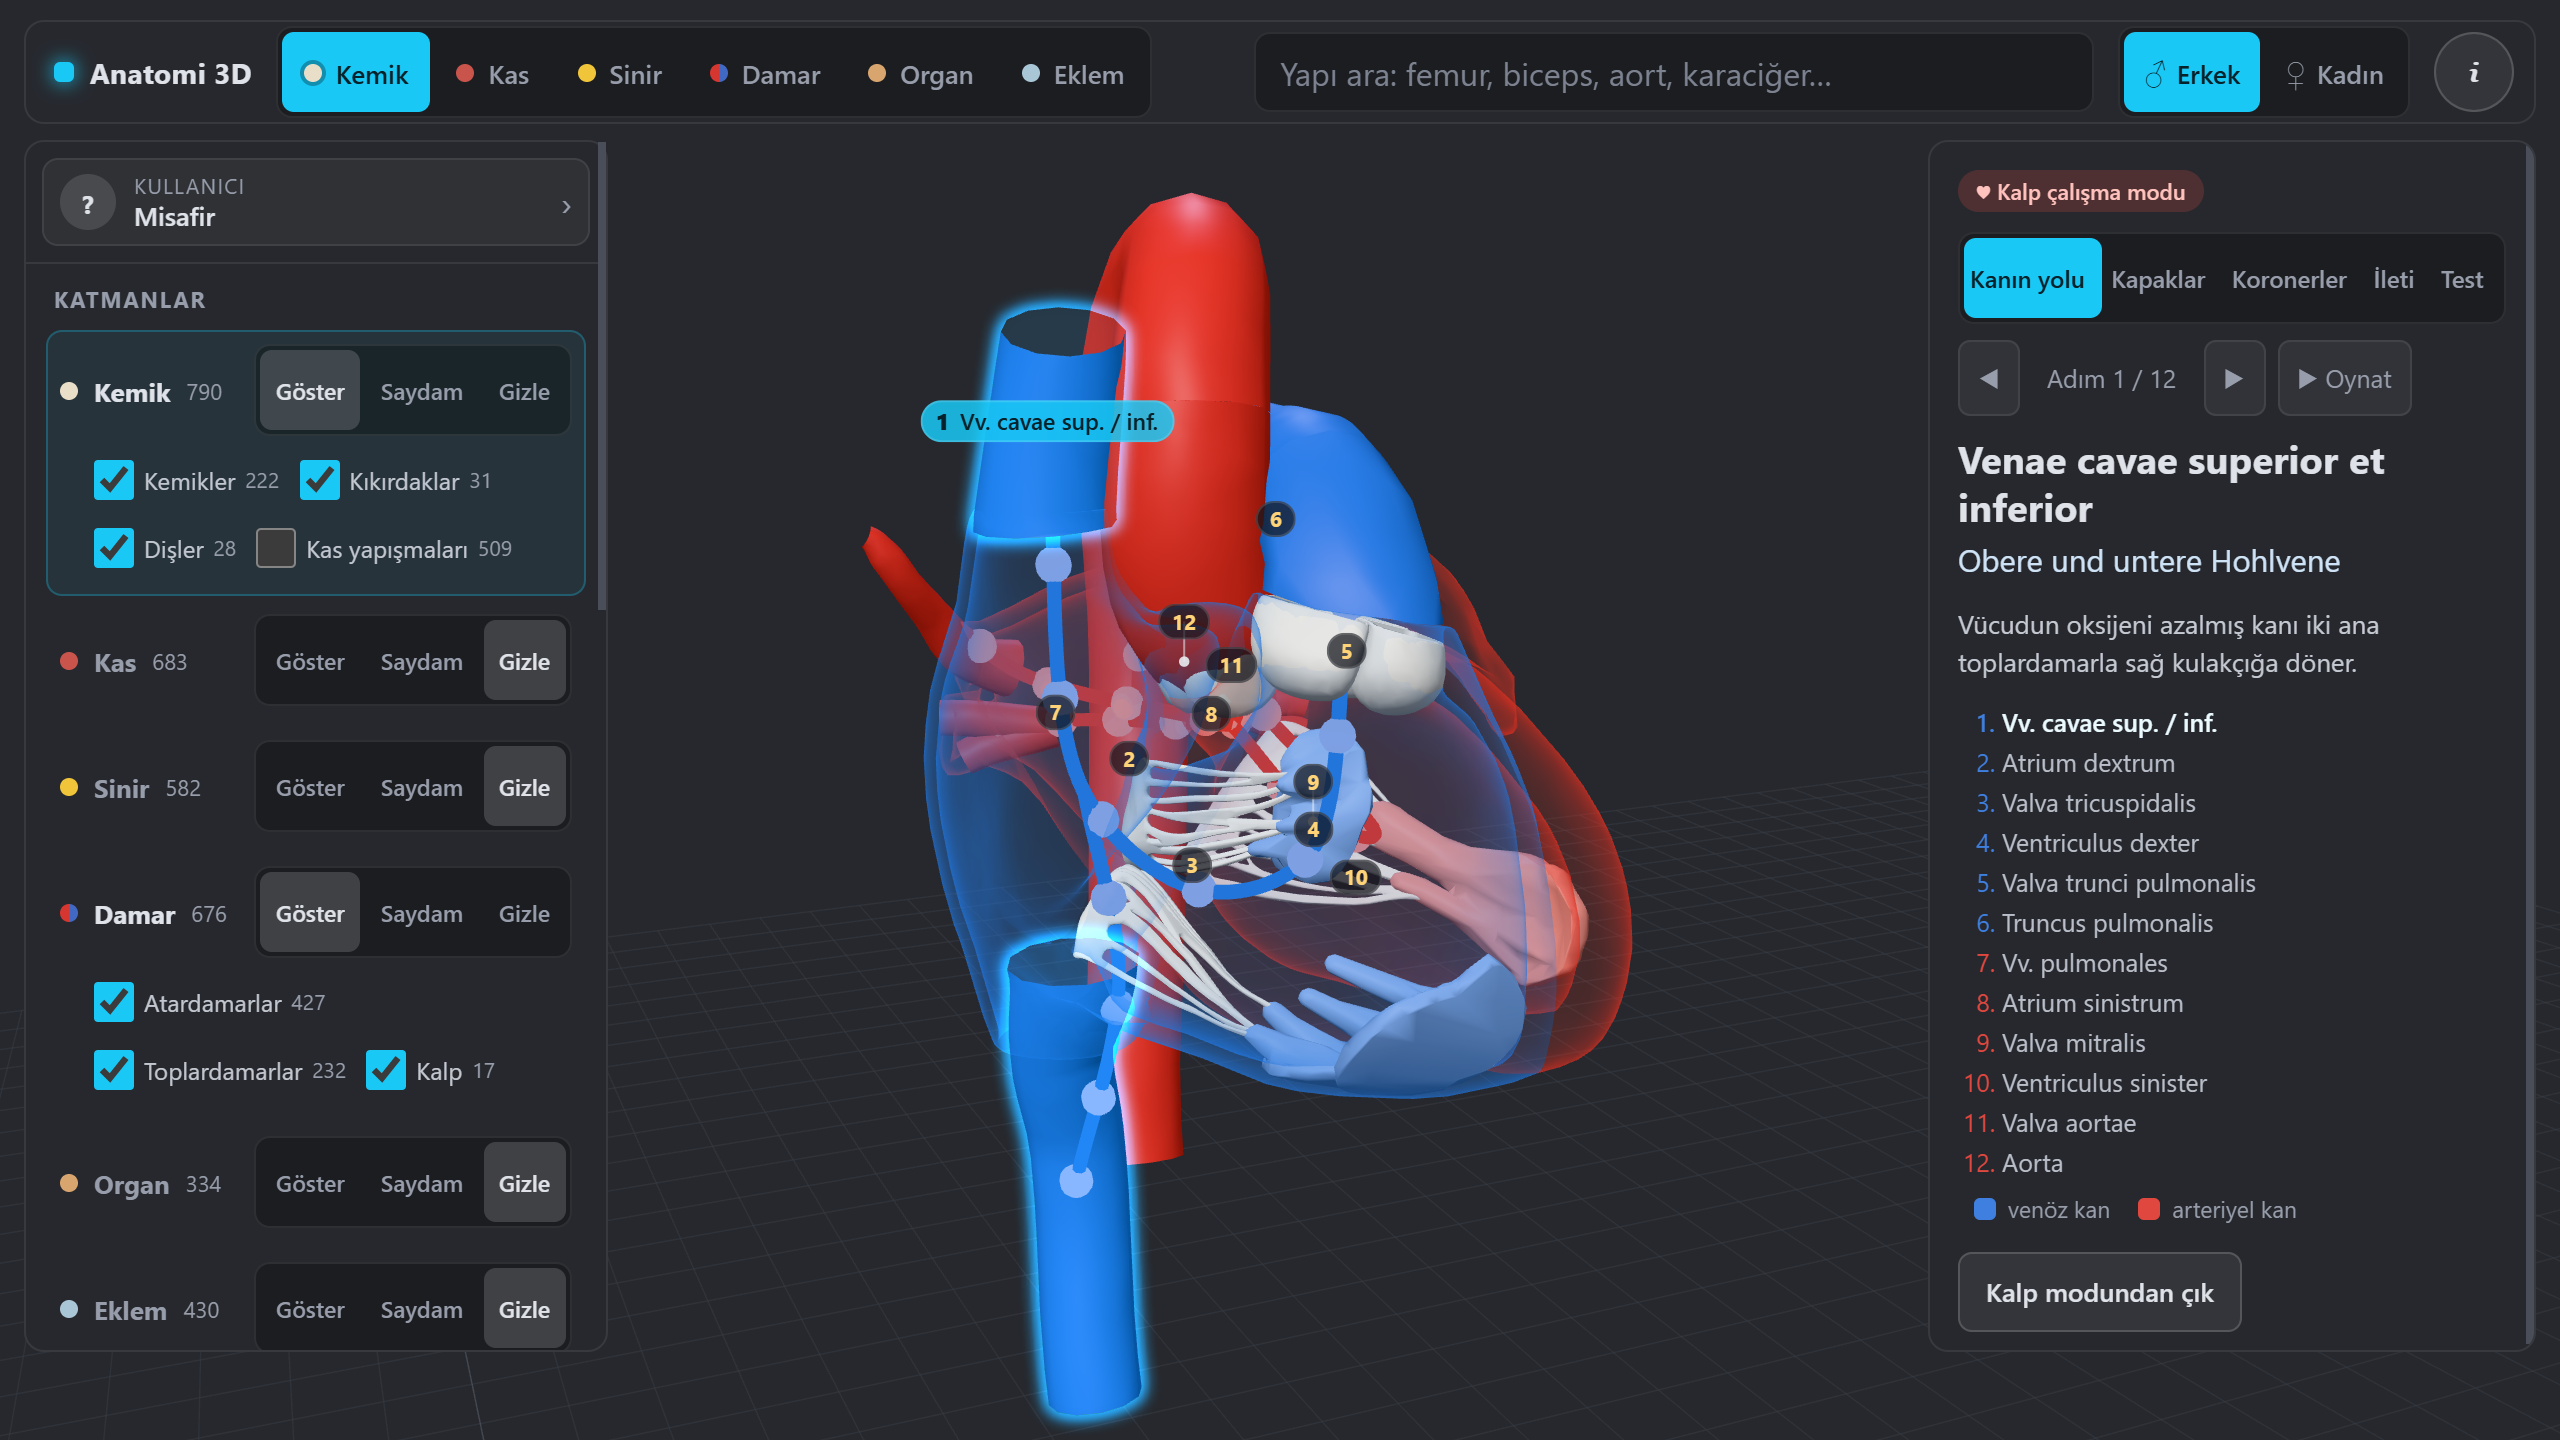 Anatomi 3D
Kemik
Kas
Sinir
Damar
Organ
Eklem
Yapı ara: femur, biceps, aort, karaciğer...
♂ Erkek
♀ Kadın
i
?
KULLANICI
Misafir
›
KATMANLAR
Kemik 790 Göster Saydam Gizle
Kemikler 222 Kıkırdaklar 31
Dişler 28 Kas yapışmaları 509
Kas 683 Göster Saydam Gizle
Sinir 582 Göster Saydam Gizle
Damar 676 Göster Saydam Gizle
Atardamarlar 427
Toplardamarlar 232 Kalp 17
Organ 334 Göster Saydam Gizle
Eklem 430 Göster Saydam Gizle
1 Vv. cavae sup. / inf.
6
12
5
11
7
8
2
9
4
3
10
♥ Kalp çalışma modu
Kanın yolu Kapaklar Koronerler İleti Test
◀ Adım 1 / 12 ▶ ▶ Oynat
Venae cavae superior et
inferior
Obere und untere Hohlvene
Vücudun oksijeni azalmış kanı iki ana
toplardamarla sağ kulakçığa döner.
1. Vv. cavae sup. / inf.
2. Atrium dextrum
3. Valva tricuspidalis
4. Ventriculus dexter
5. Valva trunci pulmonalis
6. Truncus pulmonalis
7. Vv. pulmonales
8. Atrium sinistrum
9. Valva mitralis
10. Ventriculus sinister
11. Valva aortae
12. Aorta
venöz kan arteriyel kan
Kalp modundan çık